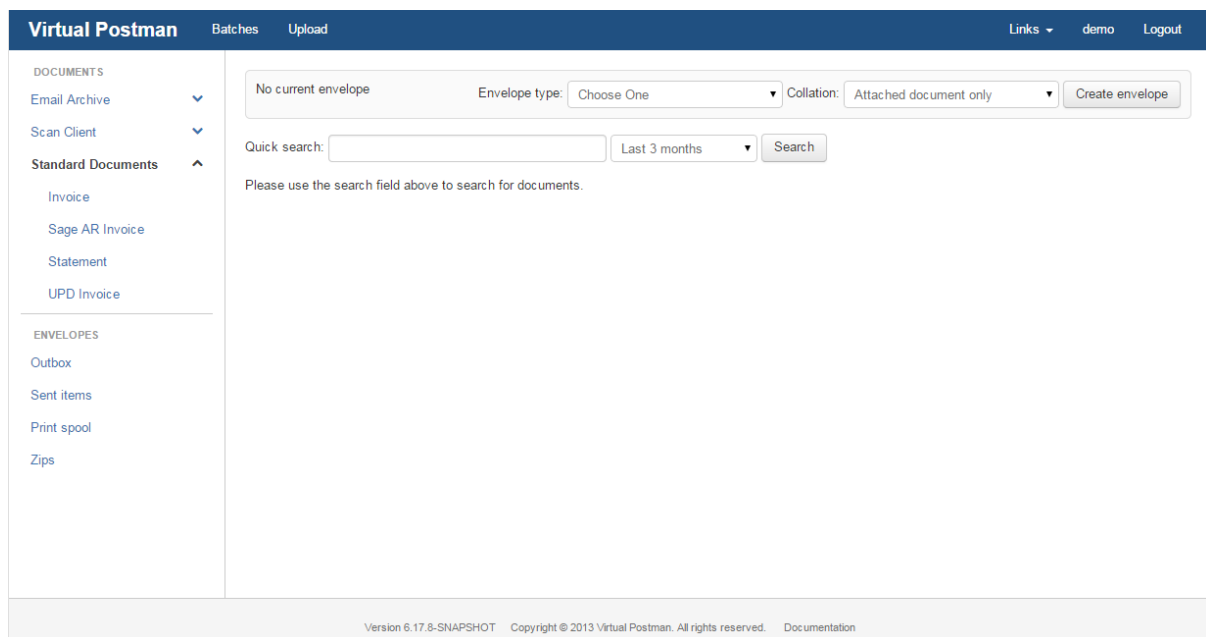 Virtual Postman Batches Upload Links demo Logout
DOCUMENTS
Email Archive
Scan Client
Standard Documents
Invoice
Sage AR Invoice
Statement
UPD Invoice
ENVELOPES
Outbox
Sent items
Print spool
Zips
No current envelope Envelope type: Choose One Collation: Attached document only Create envelope
Quick search: Last 3 months Search
Please use the search field above to search for documents.
Version 6.17.8-SNAPSHOT Copyright © 2013 Virtual Postman. All rights reserved. Documentation